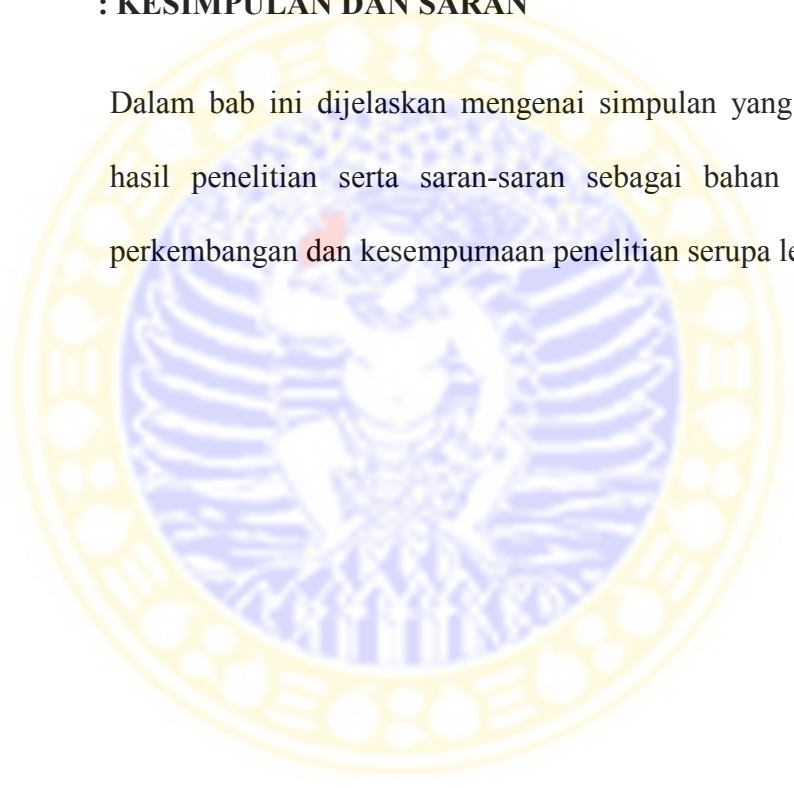 : KESIMPULAN DAN SARAN
Dalam bab ini dijelaskan mengenai simpulan yang
hasil penelitian serta saran-saran sebagai bahan
perkembangan dan kesempurnaan penelitian serupa